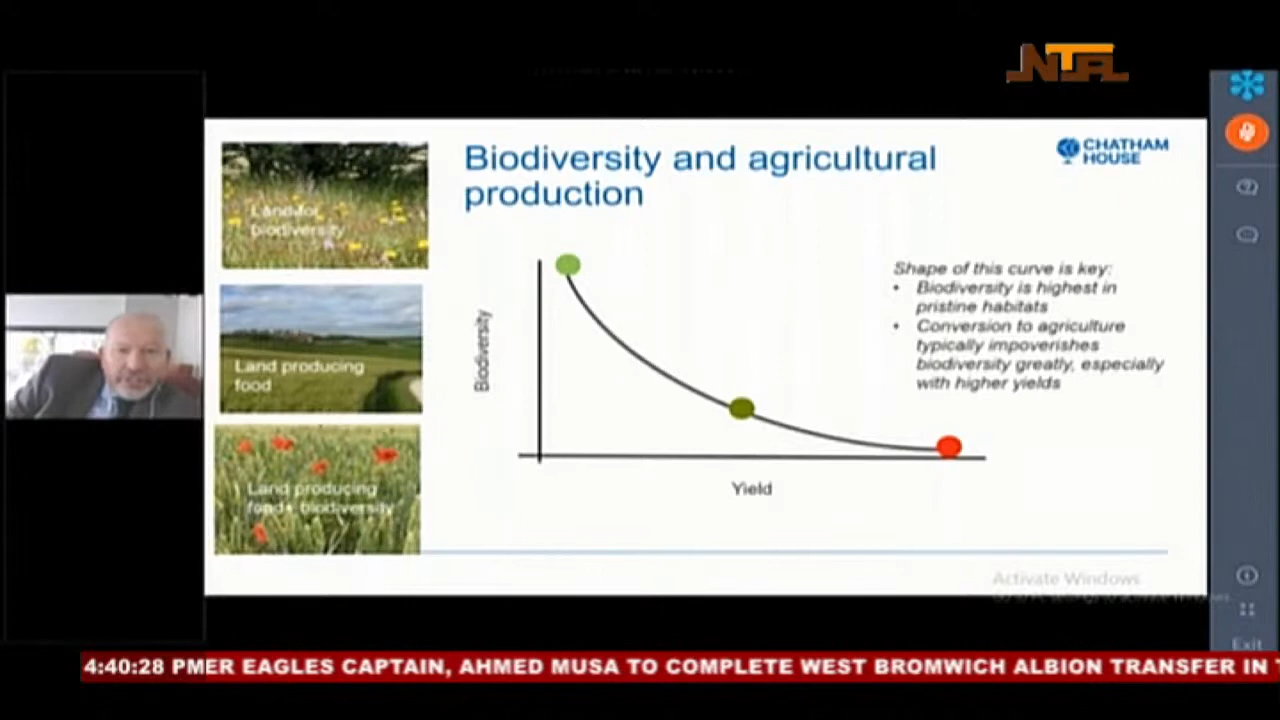 NTA
Biodiversity and agricultural
production
CHATHAM
HOUSE
Land for
biodiversity
Land producing
food
Land producing
food+ biodiversity
Biodiversity
Yield
Shape of this curve is key:
• Biodiversity is highest in
pristine habitats
• Conversion to agriculture
typically impoverishes
biodiversity greatly, especially
with higher yields
Activate Windows
Exit
4:40:28 PMER EAGLES CAPTAIN, AHMED MUSA TO COMPLETE WEST BROMWICH ALBION TRANSFER IN